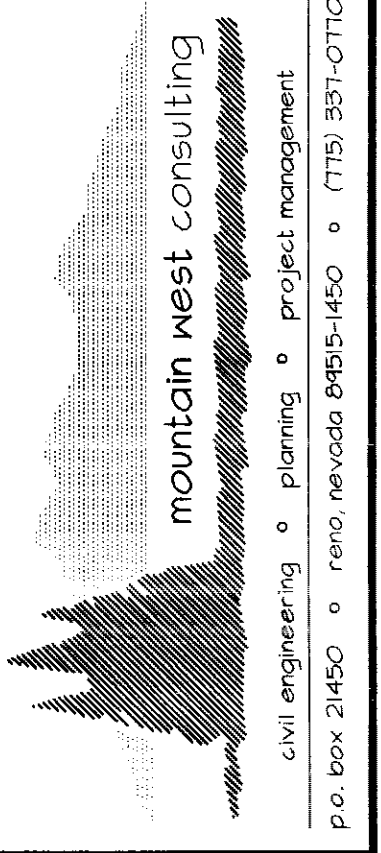 mountain west consulting
civil engineering o planning o project management
p.o. box 21450 o reno, nevada 89515-1450 o (775) 337-0770